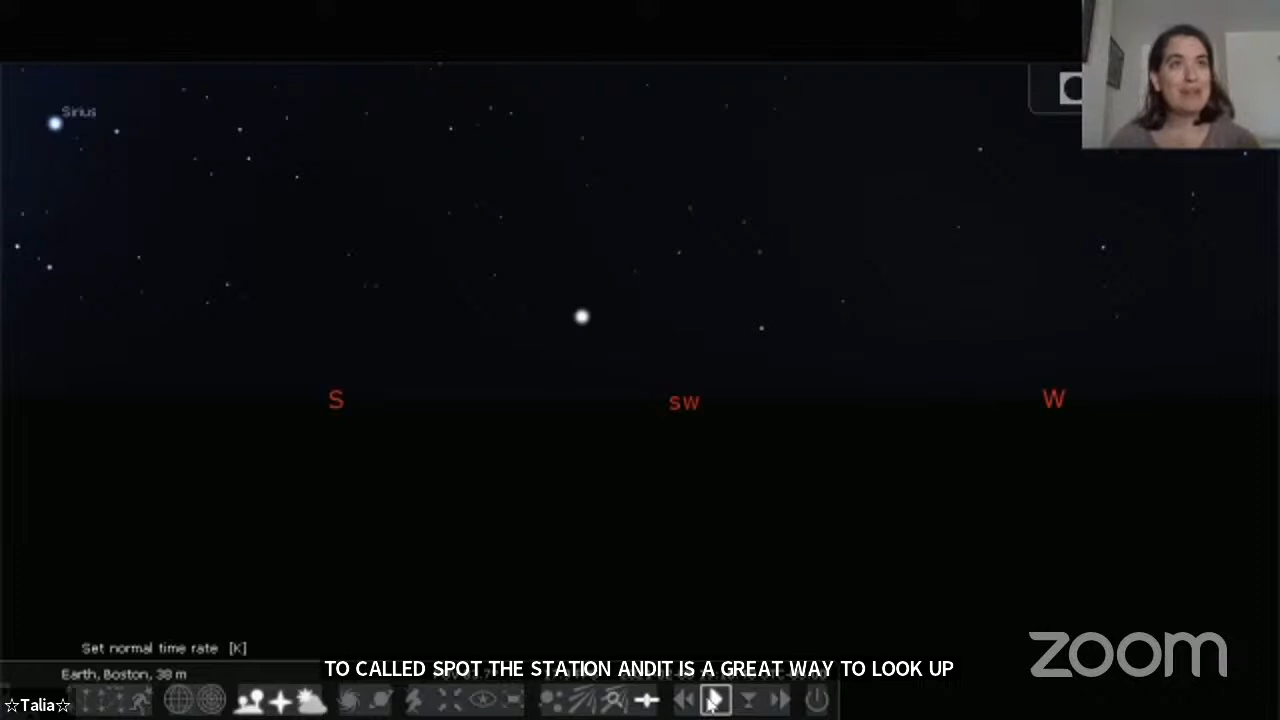 Sirius
S
SW
W
Set normal time rate [K]
Earth, Boston, 38 m
TO CALLED SPOT THE STATION ANDIT IS A GREAT WAY TO LOOK UP
☆Talia☆
zoom